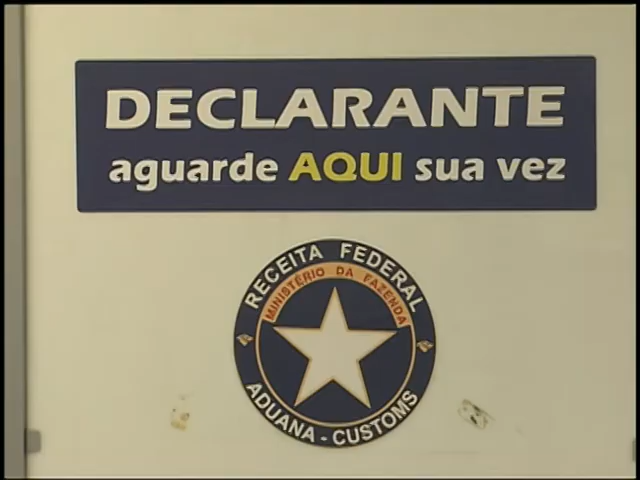 DECLARANTE
aguarde AQUI sua vez
RECEITA FEDERAL
MINISTÉRIO DA FAZENDA
ADUANA - CUSTOMS